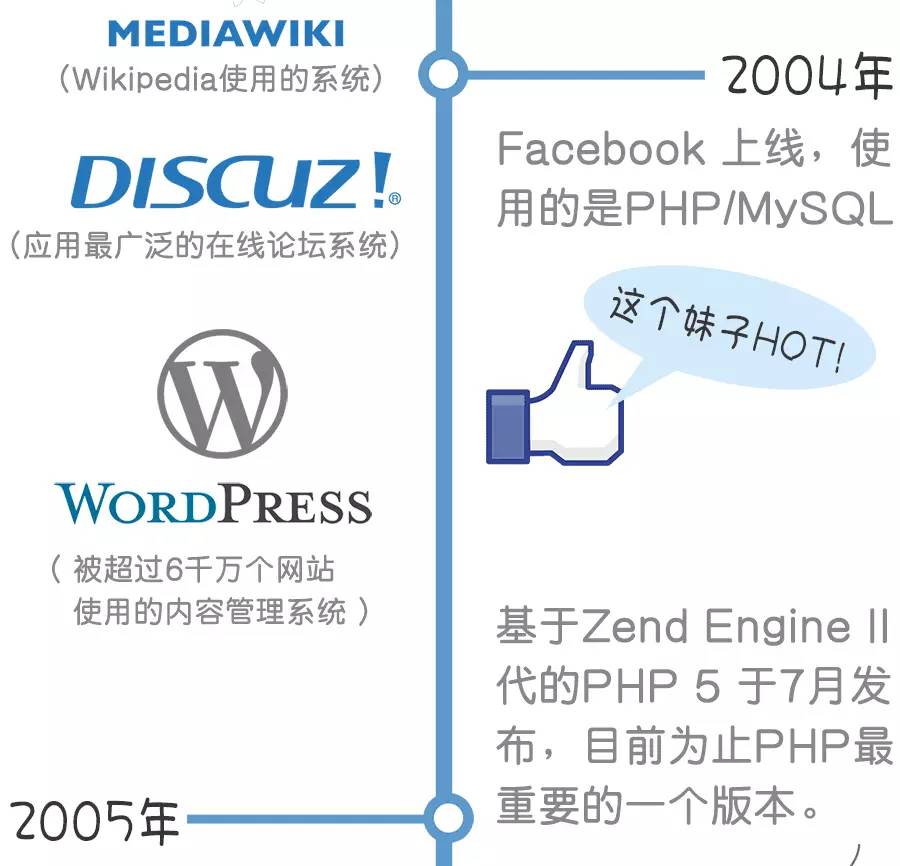 MEDIAWIKI
（Wikipedia使用的系统）
DISCUZ!®
（应用最广泛的在线论坛系统）
W
WORDPRESS
（ 被超过6千万个网站
使用的内容管理系统 ）
2004年
Facebook 上线，使
用的是PHP/MySQL
这个妹子HOT!
基于Zend Engine II
代的PHP 5 于7月发
布，目前为止PHP最
重要的一个版本。
2005年